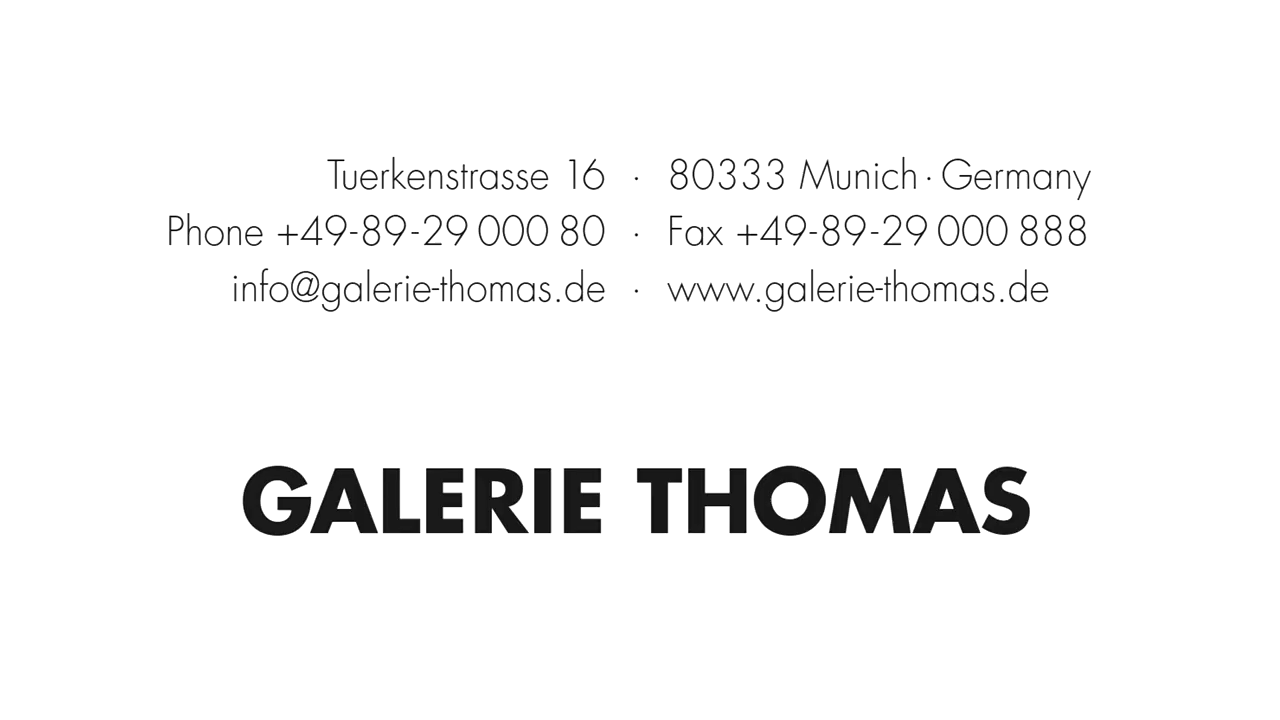 Tuerkenstrasse 16 · 80333 Munich · Germany
Phone +49-89-29 000 80 · Fax +49-89-29 000 888
info@galerie-thomas.de · www.galerie-thomas.de
GALERIE THOMAS